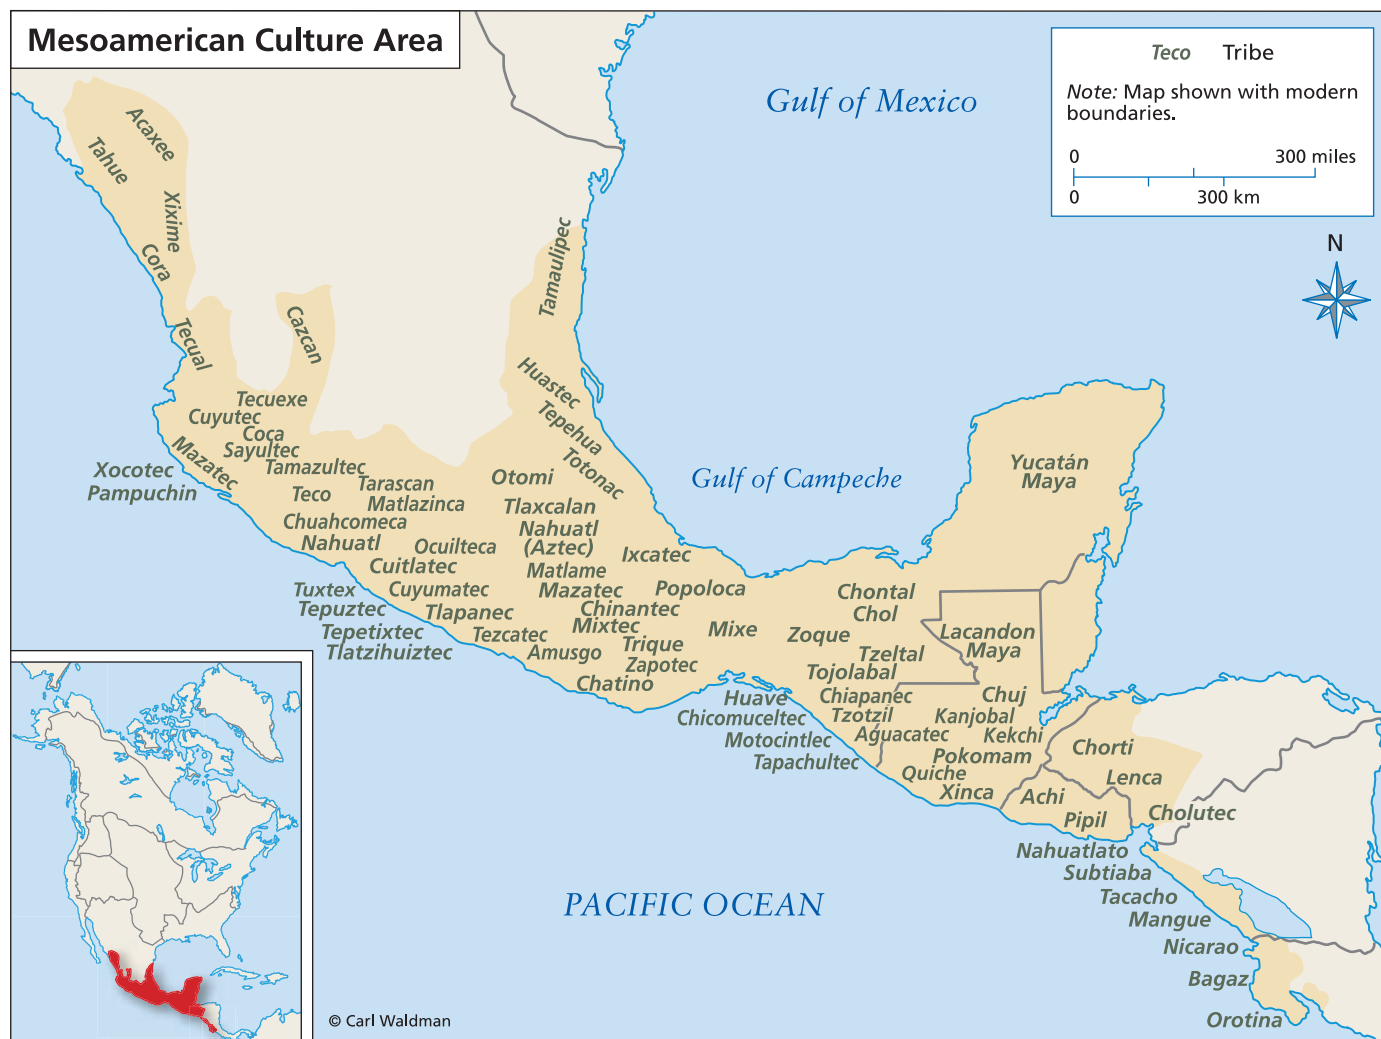 Mesoamerican Culture Area
Teco Tribe
Note: Map shown with modern
boundaries.
0 300 miles
0 300 km
N
Gulf of Mexico
Gulf of Campeche
PACIFIC OCEAN
Acaxee
Tahue
Xixime
Cora
Tecual
Cazcan
Tamaulipec
Huastec
Tepehua
Totonac
Tecuexe
Cuyutec
Coca
Sayultec
Mazatec
Tamazultec
Xocotec
Pampuchin
Teco
Tarascan
Matlazinca
Chuahcomeca
Nahuatl
Ocuilteca
Cuitlatec
Cuyumatec
Tuxtex
Tepuztec
Tlapanec
Tepetixtec
Tlatzihuiztec
Tezcatec
Otomi
Tlaxcalan
Nahuatl
(Aztec)
Matlame
Mazatec
Ixcatec
Popoloca
Chinantec
Mixtec
Trique
Amusgo
Zapotec
Chatino
Mixe
Zoque
Chontal
Chol
Yucatán
Maya
Lacandon
Maya
Tzeltal
Tojolabal
Chiapanec
Tzotzil
Aguacatec
Huave
Chicomuceltec
Motocintlec
Tapachultec
Chuj
Kanjobal
Kekchi
Pokomam
Quiche
Xinca
Achi
Pipil
Chorti
Lenca
Cholutec
Nahuatlato
Subtiaba
Tacacho
Mangue
Nicarao
Bagaz
Orotina
© Carl Waldman